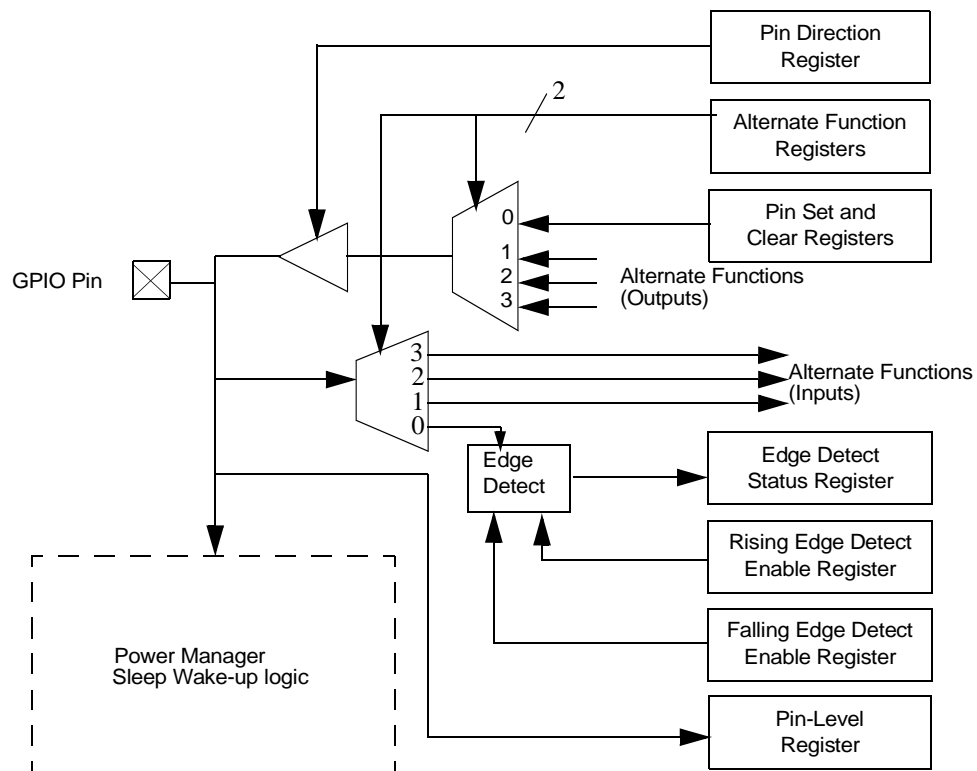 Pin Direction
Register
2
Alternate Function
Registers
0
Pin Set and
Clear Registers
1
2
3
Alternate Functions
(Outputs)
GPIO Pin
3
2
1
0
Alternate Functions
(Inputs)
Edge
Detect
Edge Detect
Status Register
Rising Edge Detect
Enable Register
Falling Edge Detect
Enable Register
Power Manager
Sleep Wake-up logic
Pin-Level
Register